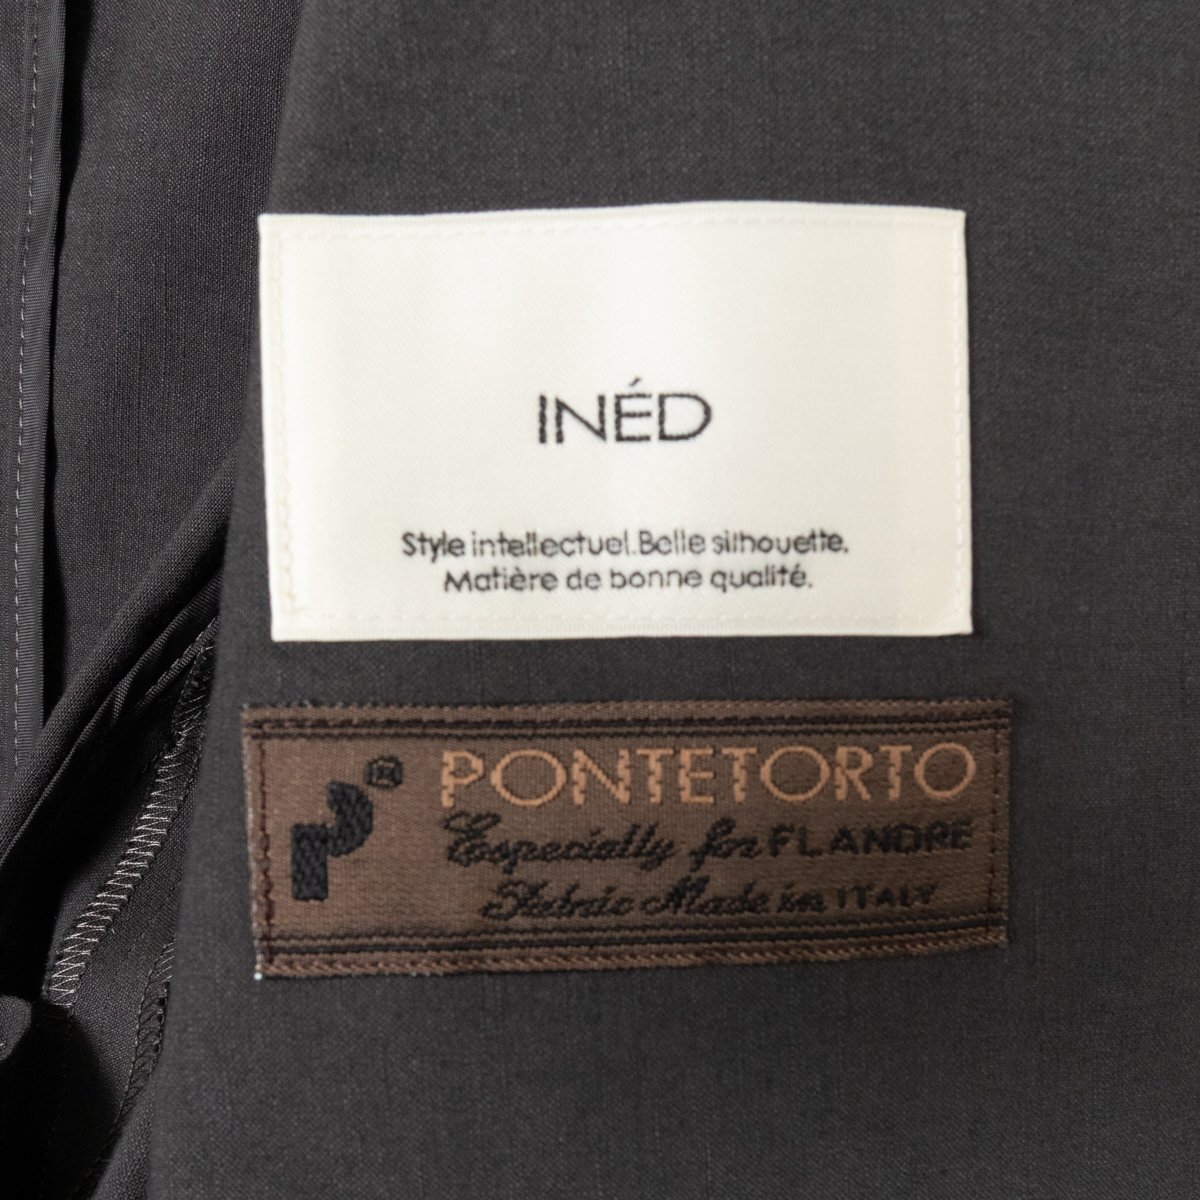 INÉD
Style intellectuel. Belle silhouette.
Matière de bonne qualité.
PONTETORTO
Especially for FLANDRE
Fabric Made in ITALY